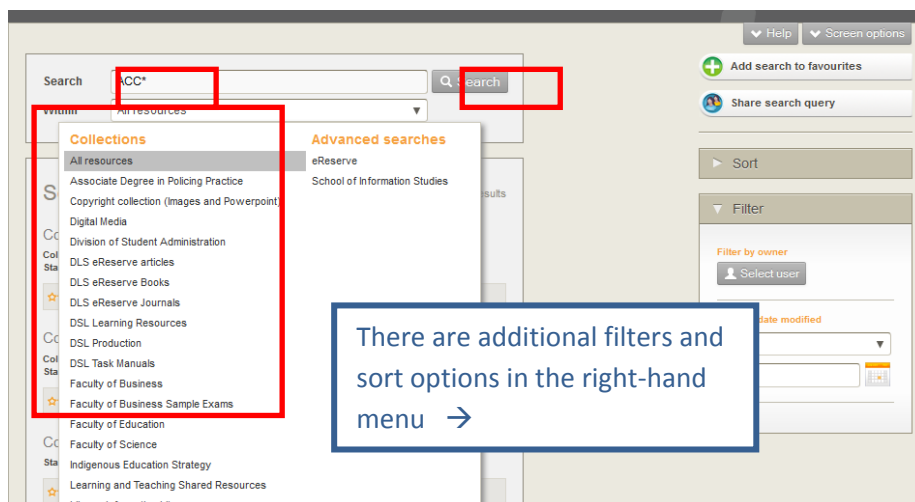 Help
Screen options
Search ACC* Search
Within All resources
Add search to favourites
Share search query
Collections
All resources
Associate Degree in Policing Practice
Copyright collection (Images and Powerpoint)
Digital Media
Division of Student Administration
DLS eReserve articles
DLS eReserve Books
DLS eReserve Journals
DSL Learning Resources
DSL Production
DSL Task Manuals
Faculty of Business
Faculty of Business Sample Exams
Faculty of Education
Faculty of Science
Indigenous Education Strategy
Learning and Teaching Shared Resources
Advanced searches
eReserve
School of Information Studies
Sort
Filter
Filter by owner
Select user
date modified
There are additional filters and
sort options in the right-hand
menu →